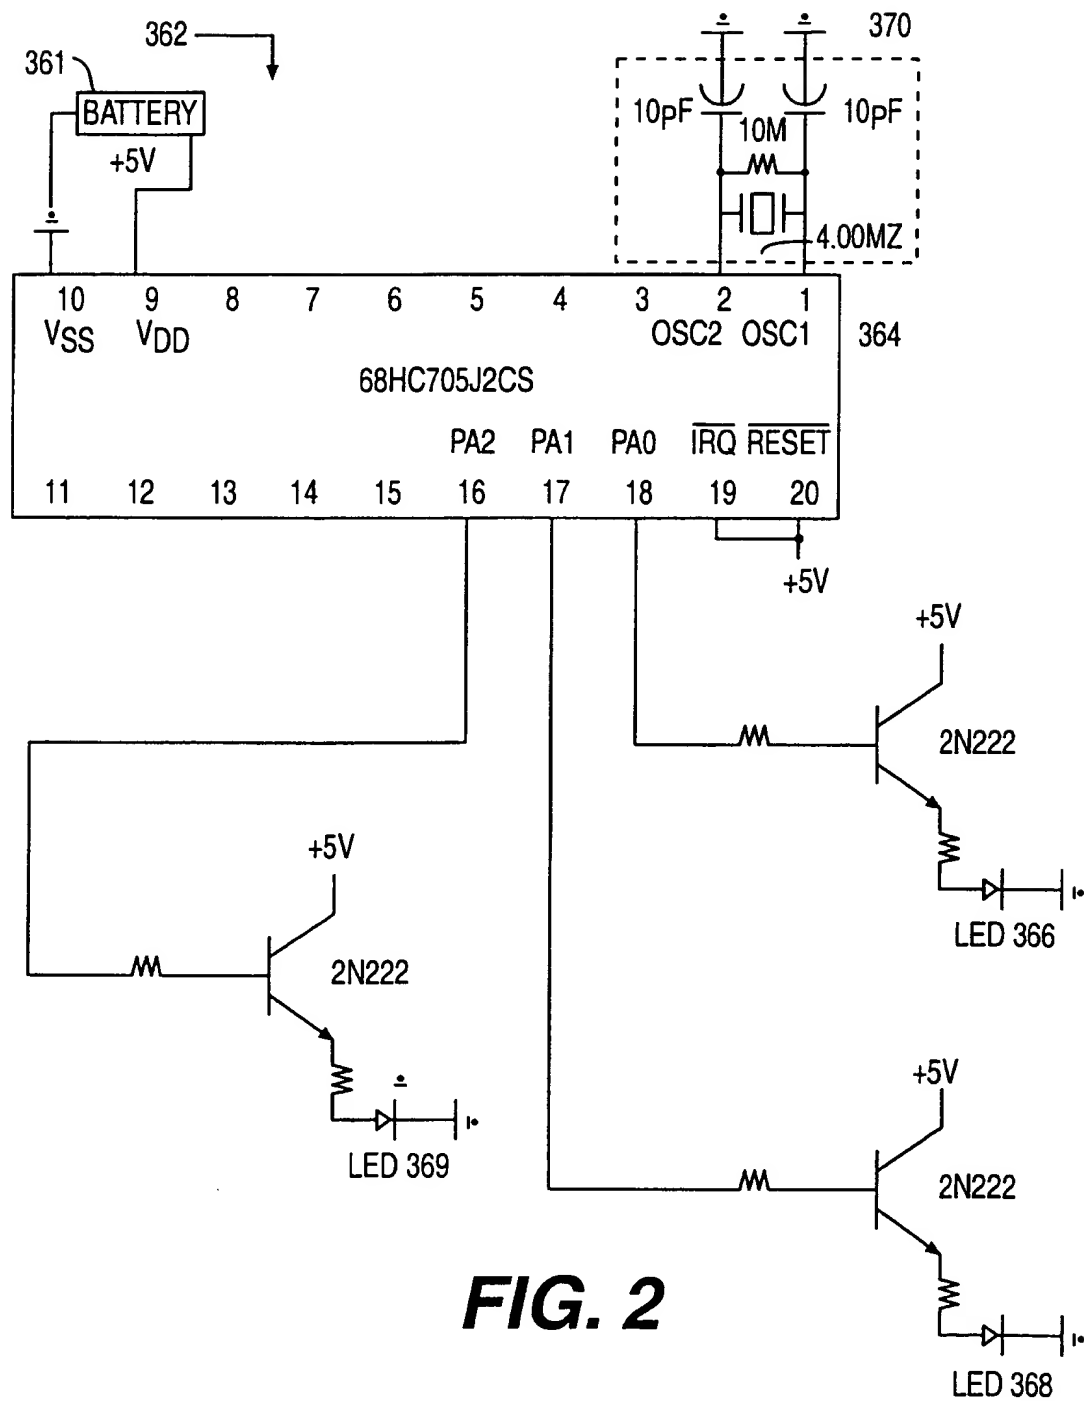 362
370
361
BATTERY
+5V
10pF
10pF
10M
4.00MZ
10 9 8 7 6 5 4 3 2 1
VSS VDD OSC2 OSC1
364
68HC705J2CS
PA2 PA1 PA0 IRQ RESET
11 12 13 14 15 16 17 18 19 20
+5V
+5V
2N222
LED 366
+5V
2N222
LED 369
+5V
2N222
LED 368
FIG. 2